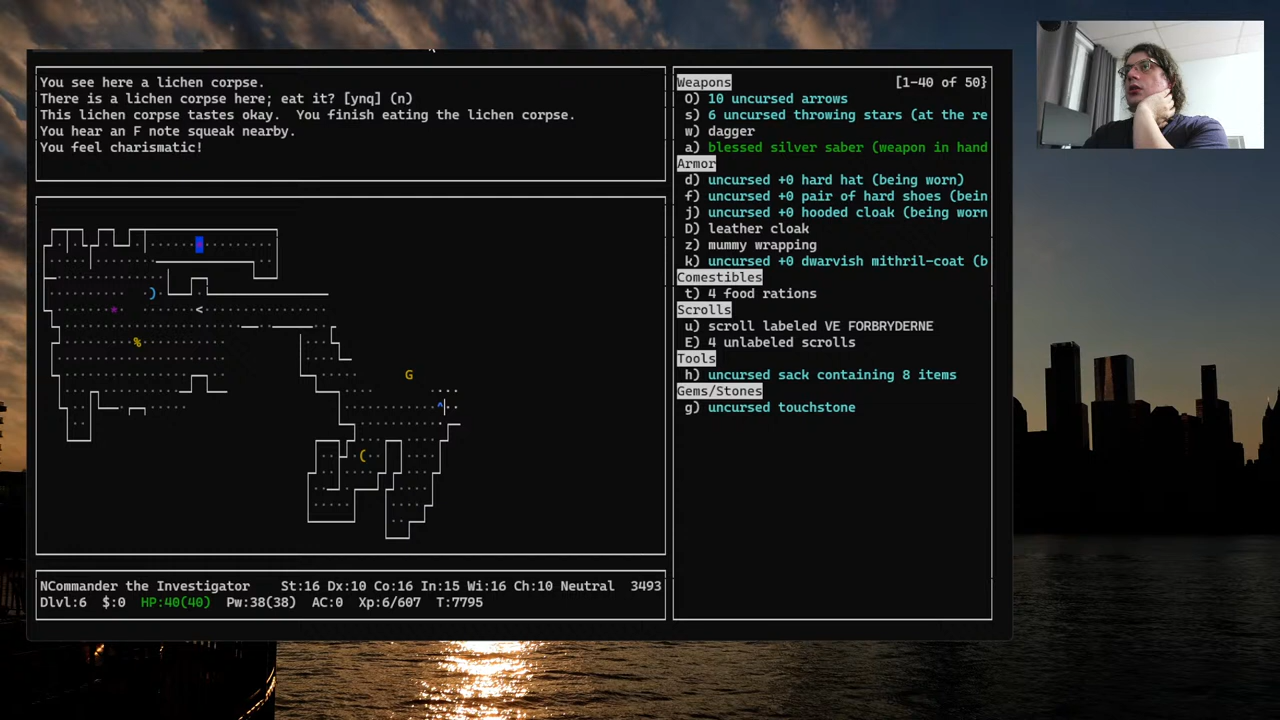 You see here a lichen corpse.
There is a lichen corpse here; eat it? [ynq] (n)
This lichen corpse tastes okay.  You finish eating the lichen corpse.
You hear an F note squeak nearby.
You feel charismatic!
)
*
<
%
G
^
(
NCommander the Investigator    St:16 Dx:10 Co:16 In:15 Wi:16 Ch:10 Neutral  3493
Dlvl:6  $:0  HP:40(40)  Pw:38(38)  AC:0  Xp:6/607  T:7795
Weapons [1-40 of 50}
O) 10 uncursed arrows
s) 6 uncursed throwing stars (at the re
w) dagger
a) blessed silver saber (weapon in hand
Armor
d) uncursed +0 hard hat (being worn)
f) uncursed +0 pair of hard shoes (bein
j) uncursed +0 hooded cloak (being worn
D) leather cloak
z) mummy wrapping
k) uncursed +0 dwarvish mithril-coat (b
Comestibles
t) 4 food rations
Scrolls
u) scroll labeled VE FORBRYDERNE
E) 4 unlabeled scrolls
Tools
h) uncursed sack containing 8 items
Gems/Stones
g) uncursed touchstone